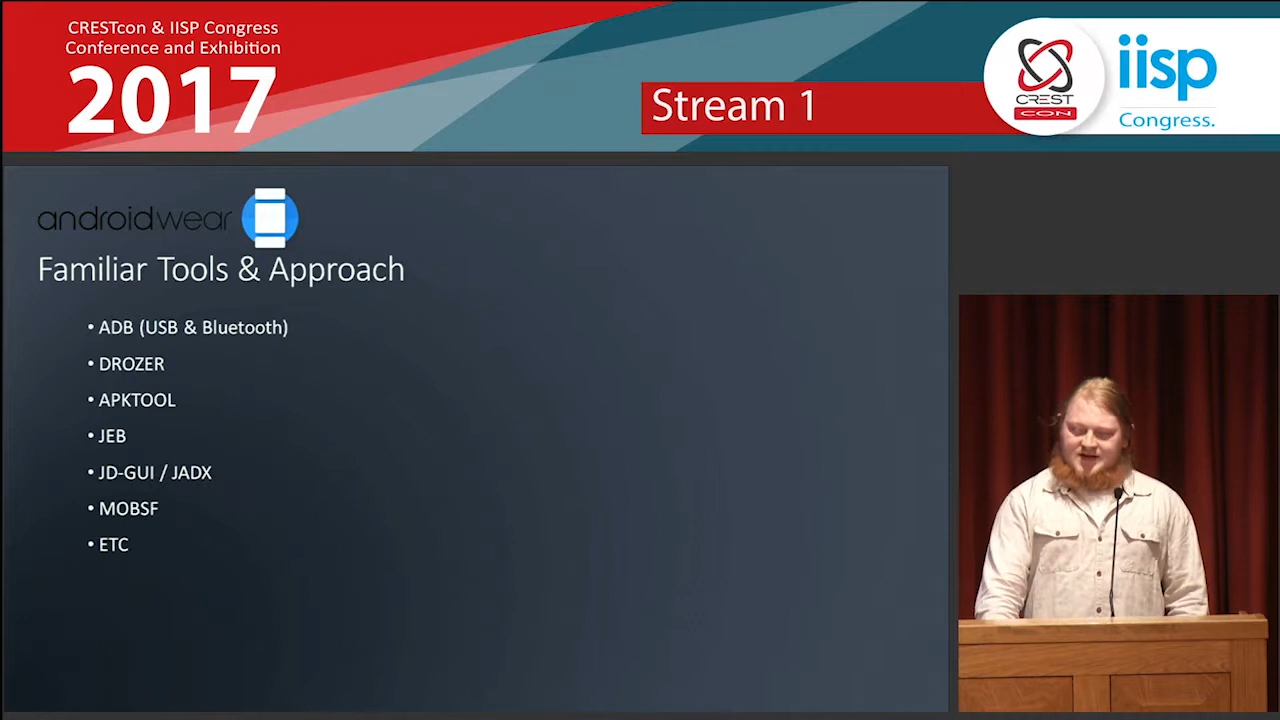 CRESTcon & IISP Congress
Conference and Exhibition
2017
Stream 1
CREST
CON
iisp
Congress.
androidwear
Familiar Tools & Approach
• ADB (USB & Bluetooth)
• DROZER
• APKTOOL
• JEB
• JD-GUI / JADX
• MOBSF
• ETC